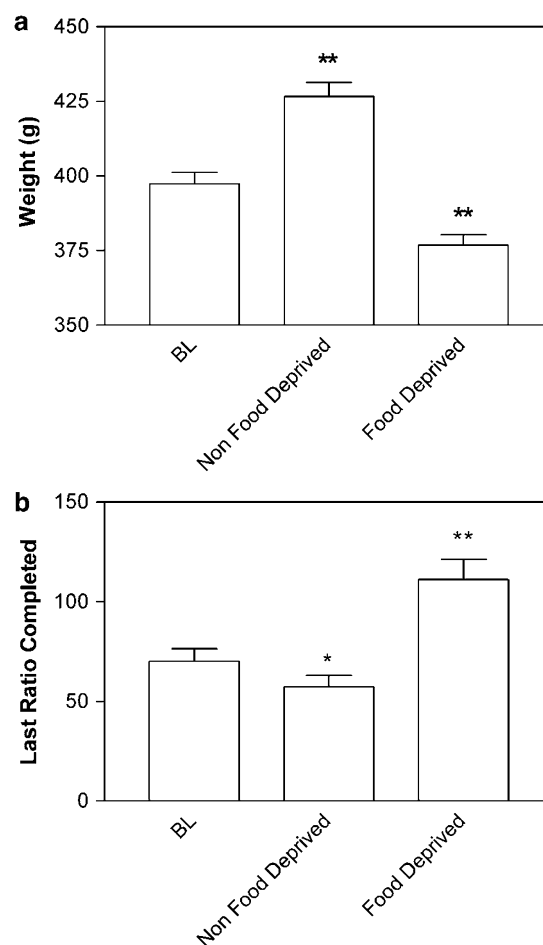 a
450
425
400
375
350
Weight (g)
**
**
BL
Non Food Deprived
Food Deprived
b
150
100
50
0
Last Ratio Completed
*
**
BL
Non Food Deprived
Food Deprived